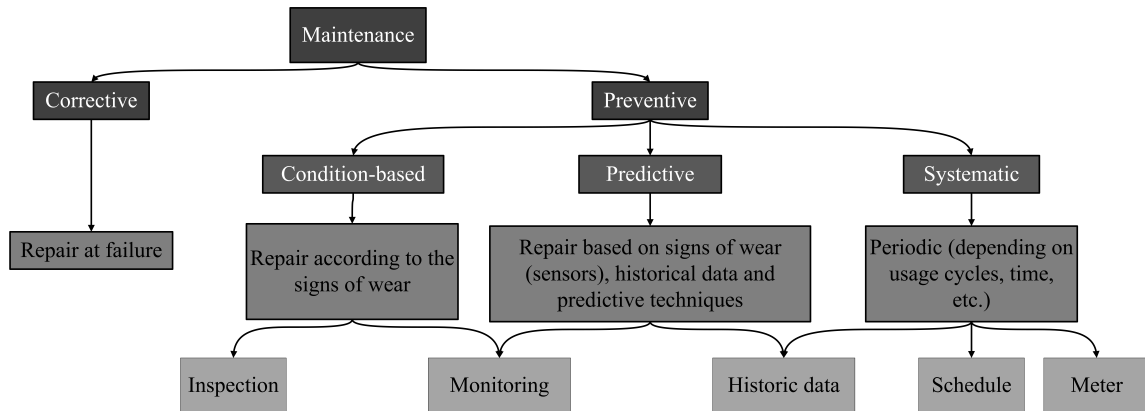 Maintenance
Corrective
Preventive
Condition-based
Predictive
Systematic
Repair at failure
Repair according to the
signs of wear
Repair based on signs of wear
(sensors), historical data and
predictive techniques
Periodic (depending on
usage cycles, time,
etc.)
Inspection
Monitoring
Historic data
Schedule
Meter